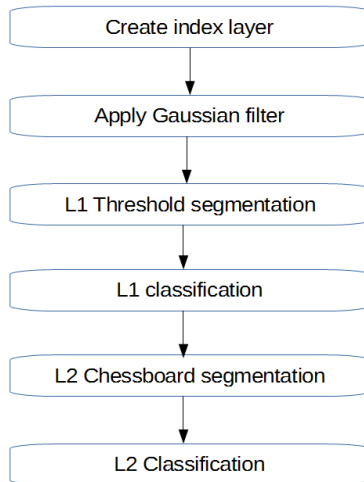 Create index layer
Apply Gaussian filter
L1 Threshold segmentation
L1 classification
L2 Chessboard segmentation
L2 Classification